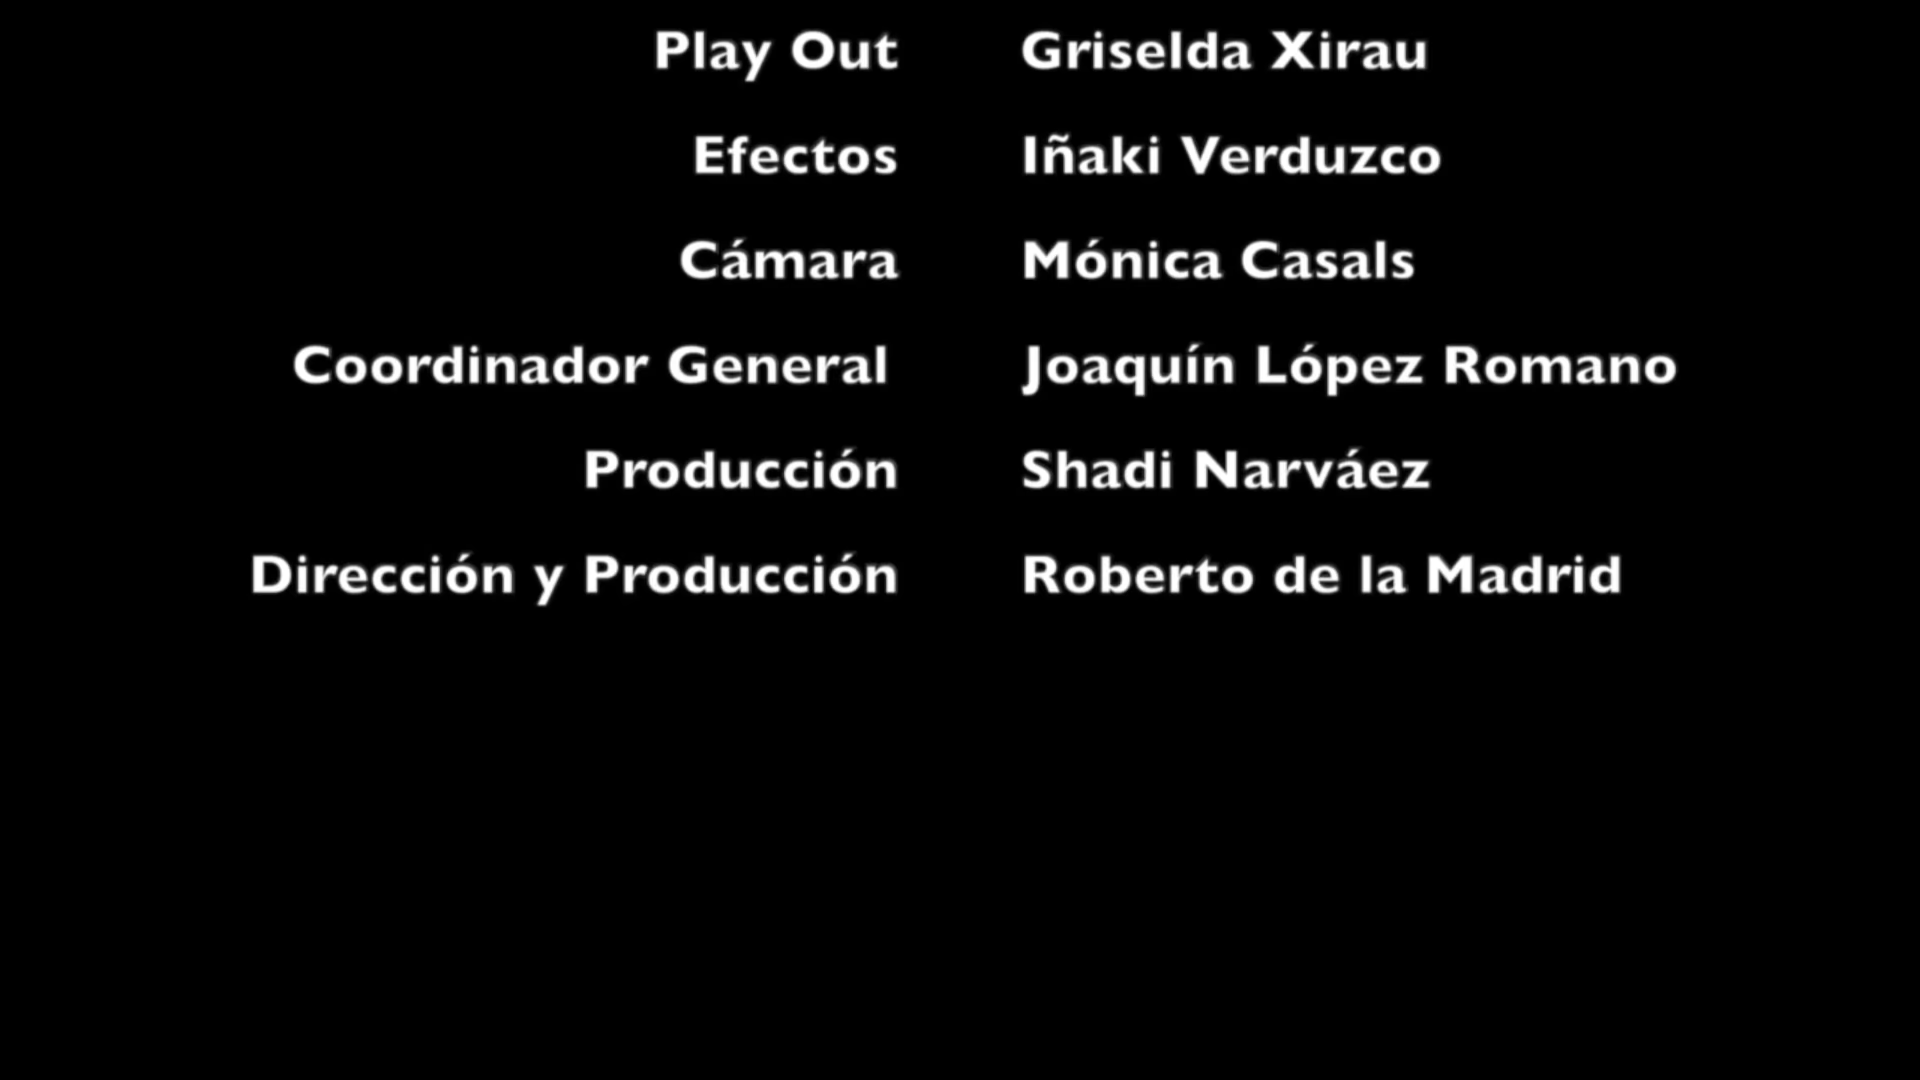 Play Out Griselda Xirau
Efectos Iñaki Verduzco
Cámara Mónica Casals
Coordinador General Joaquín López Romano
Producción Shadi Narváez
Dirección y Producción Roberto de la Madrid